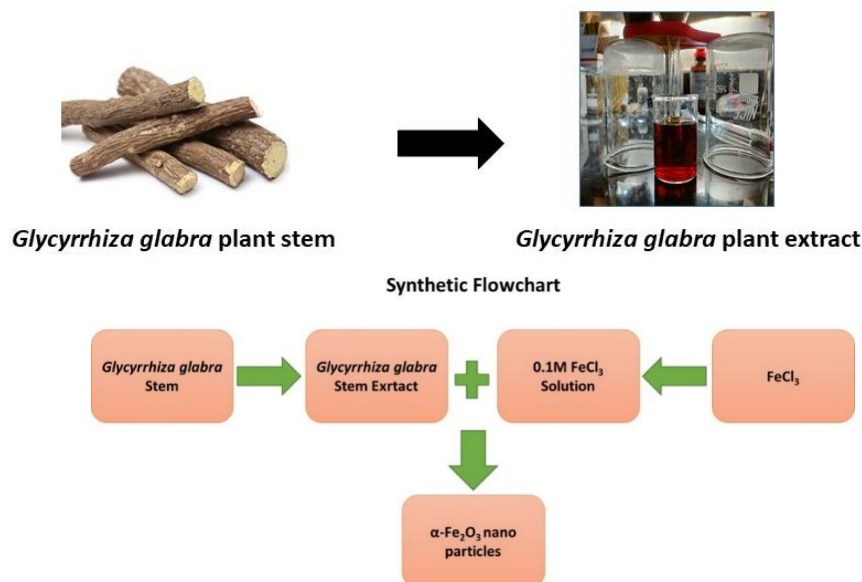 Glycyrrhiza glabra plant stem
Glycyrrhiza glabra plant extract
Synthetic Flowchart
Glycyrrhiza glabra
Stem
Glycyrrhiza glabra
Stem Exrtact
0.1M FeCl₃
Solution
FeCl₃
α-Fe₂O₃ nano
particles